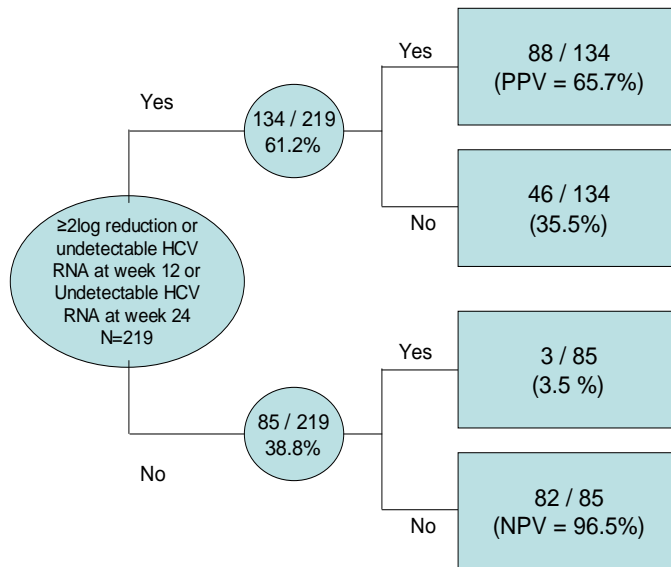 ≥2log reduction or
undetectable HCV
RNA at week 12 or
Undetectable HCV
RNA at week 24
N=219
Yes
134 / 219
61.2%
Yes
88 / 134
(PPV = 65.7%)
No
46 / 134
(35.5%)
No
85 / 219
38.8%
Yes
3 / 85
(3.5 %)
No
82 / 85
(NPV = 96.5%)